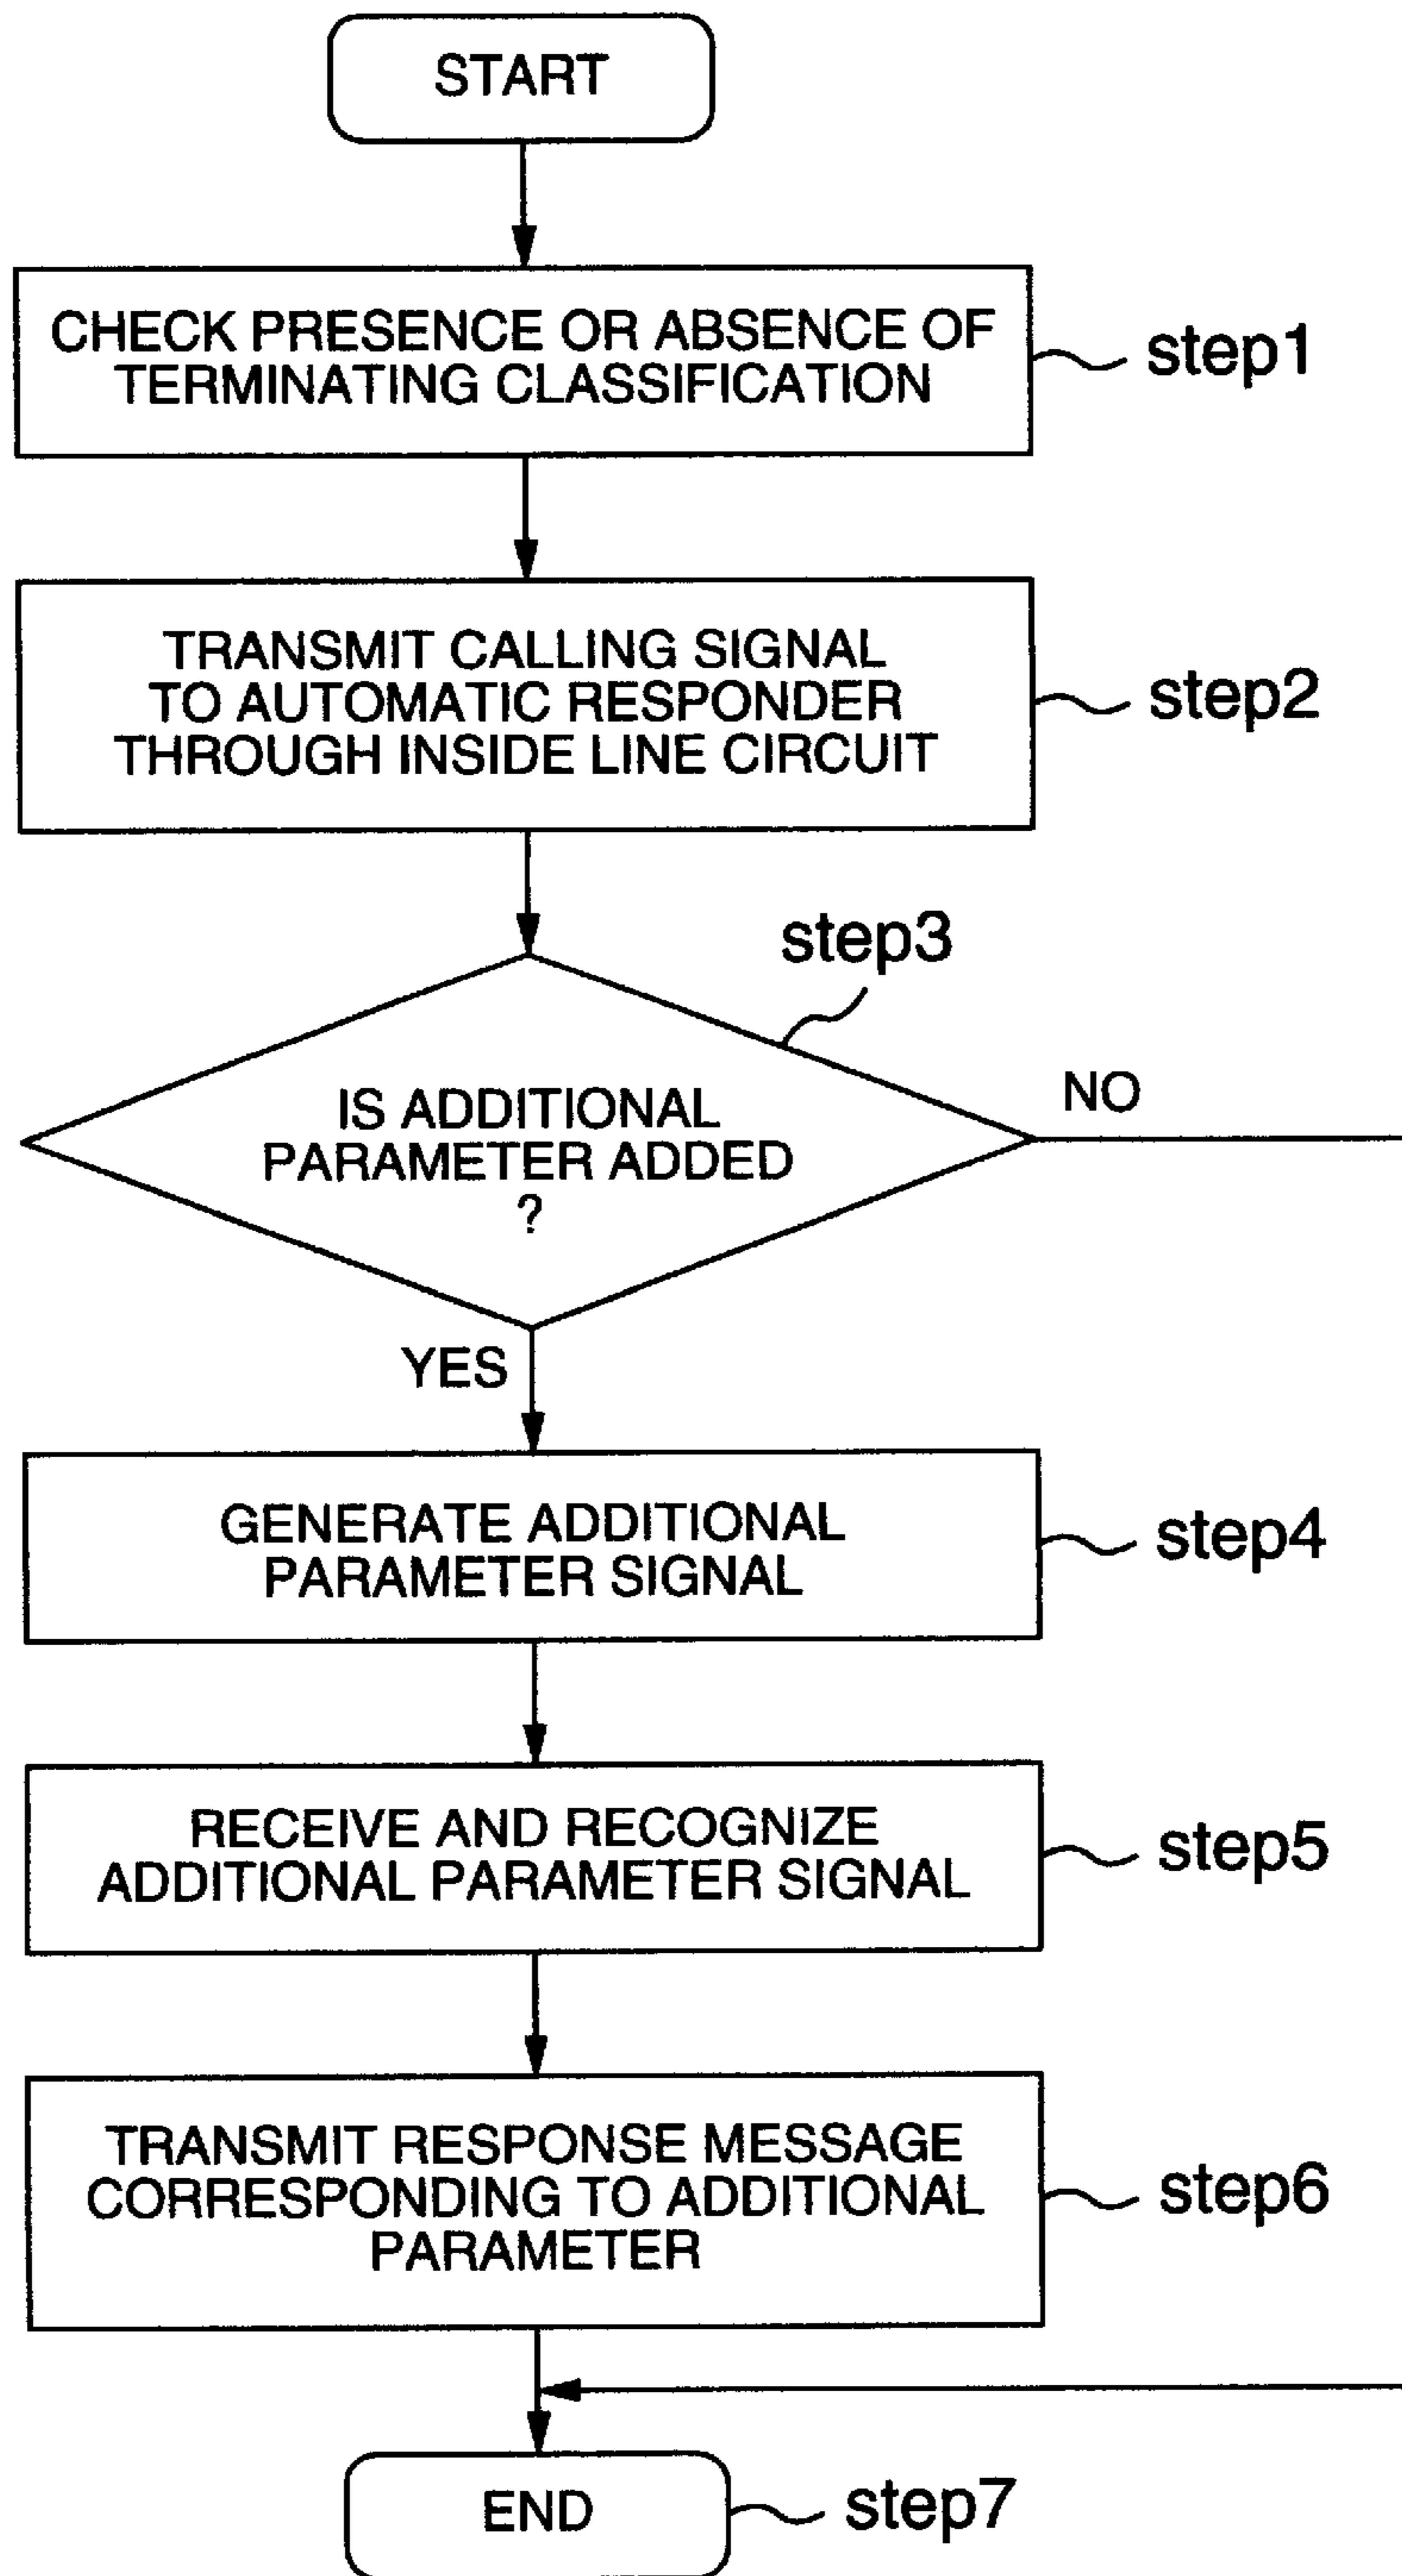 START
CHECK PRESENCE OR ABSENCE OF
TERMINATING CLASSIFICATION
step1
TRANSMIT CALLING SIGNAL
TO AUTOMATIC RESPONDER
THROUGH INSIDE LINE CIRCUIT
step2
step3
IS ADDITIONAL
PARAMETER ADDED
?
NO
YES
GENERATE ADDITIONAL
PARAMETER SIGNAL
step4
RECEIVE AND RECOGNIZE
ADDITIONAL PARAMETER SIGNAL
step5
TRANSMIT RESPONSE MESSAGE
CORRESPONDING TO ADDITIONAL
PARAMETER
step6
END
step7